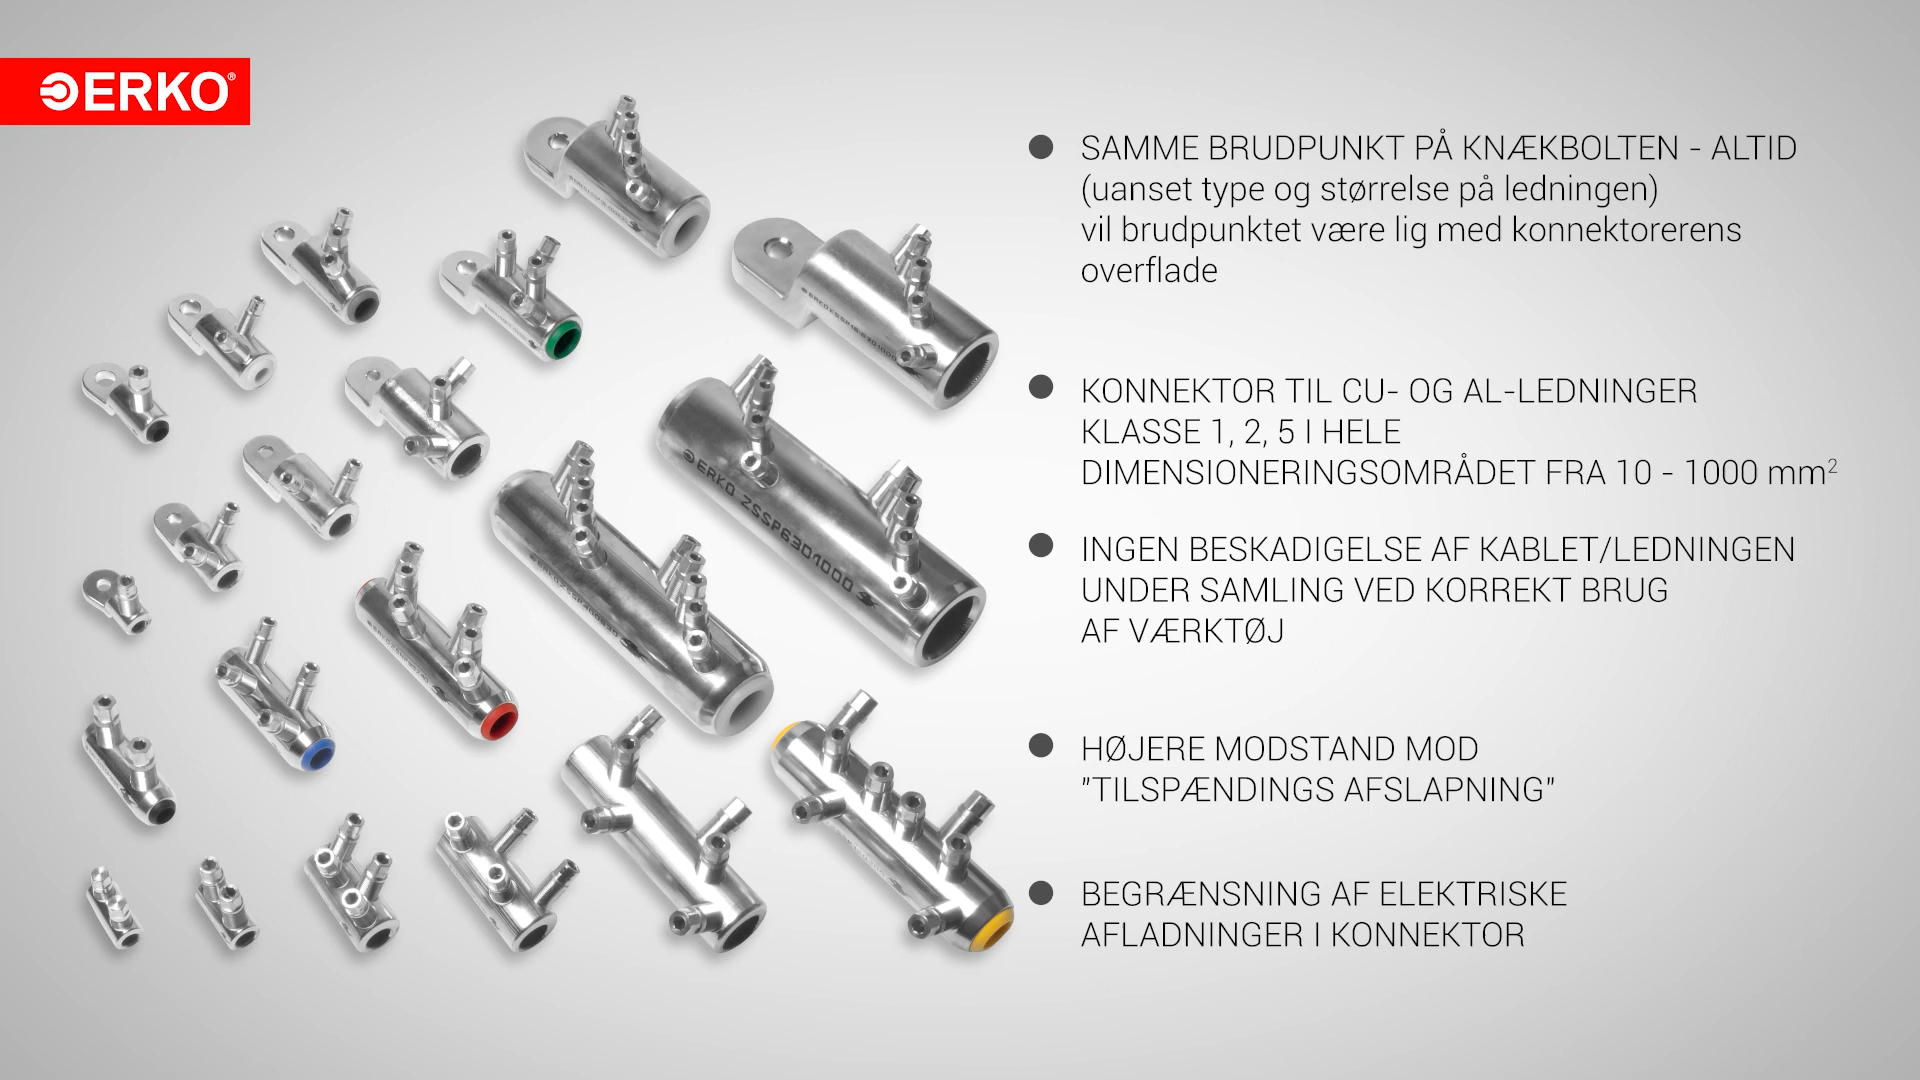 ERKO®
SAMME BRUDPUNKT PÅ KNÆKBOLTEN - ALTID
(uanset type og størrelse på ledningen)
vil brudpunktet være lig med konnektorerens
overflade
KONNEKTOR TIL CU- OG AL-LEDNINGER
KLASSE 1, 2, 5 I HELE
DIMENSIONERINGSOMRÅDET FRA 10 - 1000 mm²
INGEN BESKADIGELSE AF KABLET/LEDNINGEN
UNDER SAMLING VED KORREKT BRUG
AF VÆRKTØJ
HØJERE MODSTAND MOD
"TILSPÆNDINGS AFSLAPNING"
BEGRÆNSNING AF ELEKTRISKE
AFLADNINGER I KONNEKTOR
ERKO ZSSP6301000